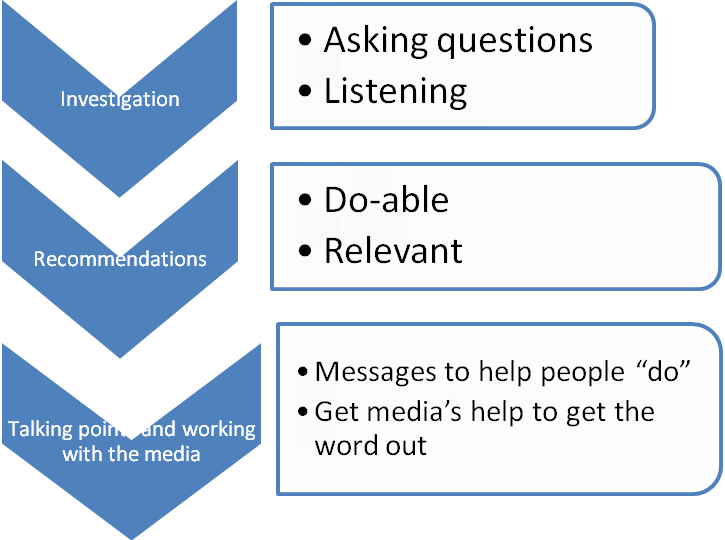 Investigation
• Asking questions
• Listening
Recommendations
• Do-able
• Relevant
Talking points and working
with the media
• Messages to help people “do”
• Get media’s help to get the
word out